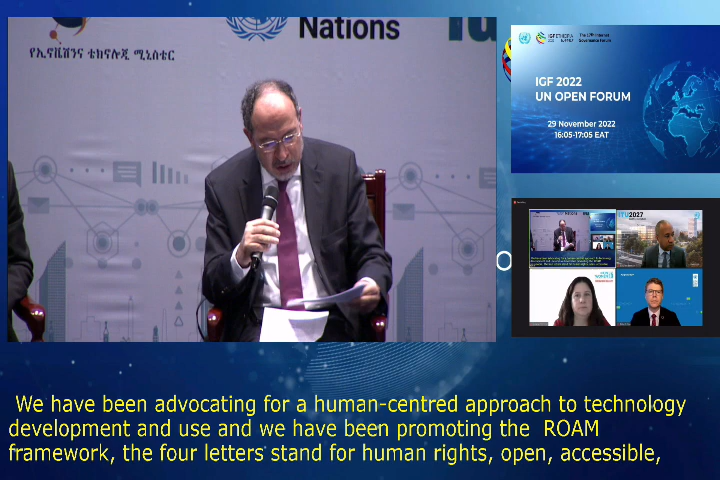 Nations
የኢኖቬሽንና ቴክኖሎጂ ሚኒስቴር
IGF 2022
UN OPEN FORUM
29 November 2022
16:05-17:05 EAT
ITU2027
We have been advocating for a human-centred approach to technology
development and use and we have been promoting the ROAM
framework, the four letters stand for human rights, open, accessible,